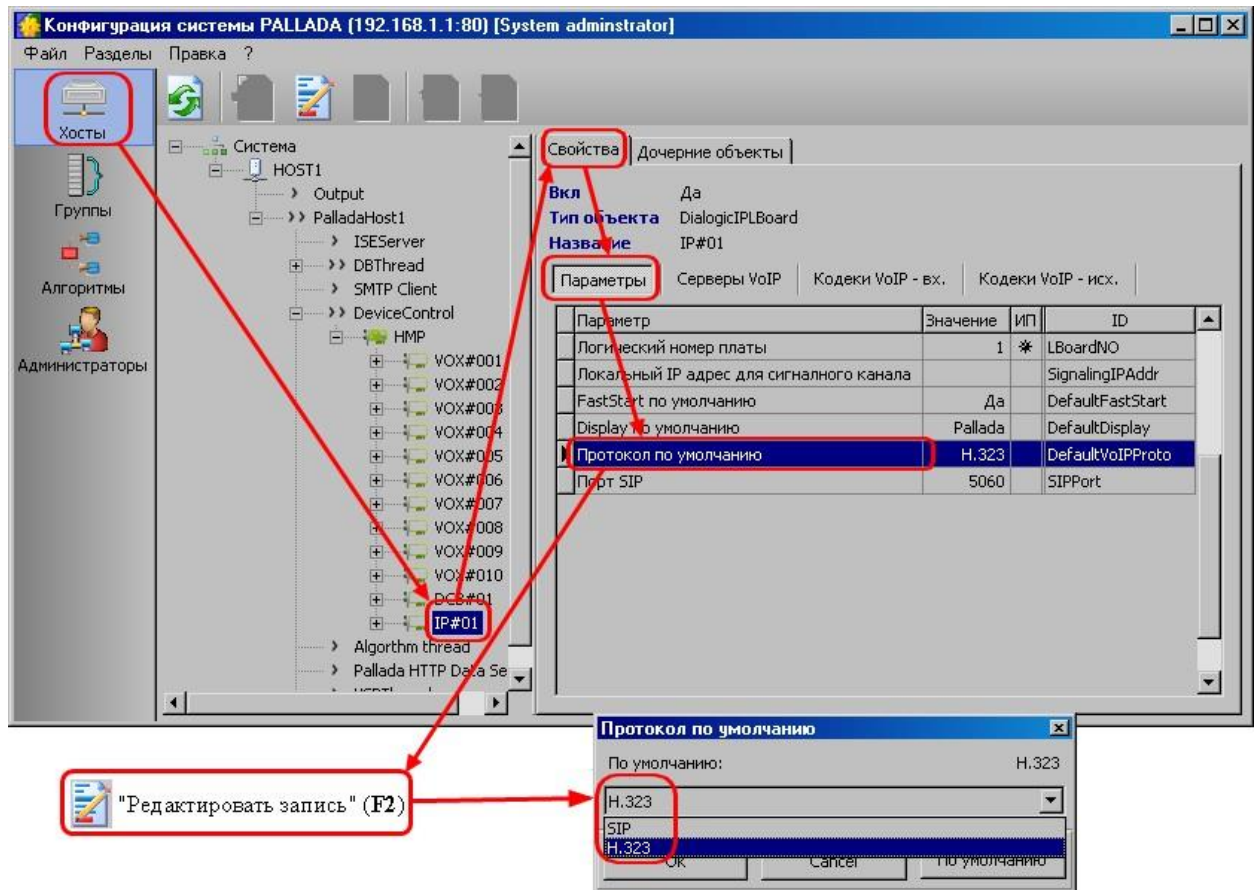 Конфигурация системы PALLADA (192.168.1.1:80) [System adminstrator]
Файл Разделы Правка ?
Хосты
Группы
Алгоритмы
Администраторы
Система
HOST1
Output
PalladaHost1
ISEServer
DBThread
SMTP Client
DeviceControl
HMP
VOX#001
VOX#002
VOX#003
VOX#004
VOX#005
VOX#006
VOX#007
VOX#008
VOX#009
VOX#010
DCB#01
IP#01
Algorthm thread
Pallada HTTP Data Se
Свойства Дочерние объекты
Вкл Да
Тип объекта DialogicIPLBoard
Название IP#01
Параметры Серверы VoIP Кодеки VoIP - вх. Кодеки VoIP - исх.
Параметр Значение ИП ID
Логический номер платы 1 * LBoardNO
Локальный IP адрес для сигналного канала SignalingIPAddr
FastStart по умолчанию Да DefaultFastStart
Display по умолчанию Pallada DefaultDisplay
Протокол по умолчанию H.323 DefaultVoIPProto
Порт SIP 5060 SIPPort
"Редактировать запись" (F2)
Протокол по умолчанию
По умолчанию: H.323
H.323
SIP
H.323
Ok Cancel По умолчанию